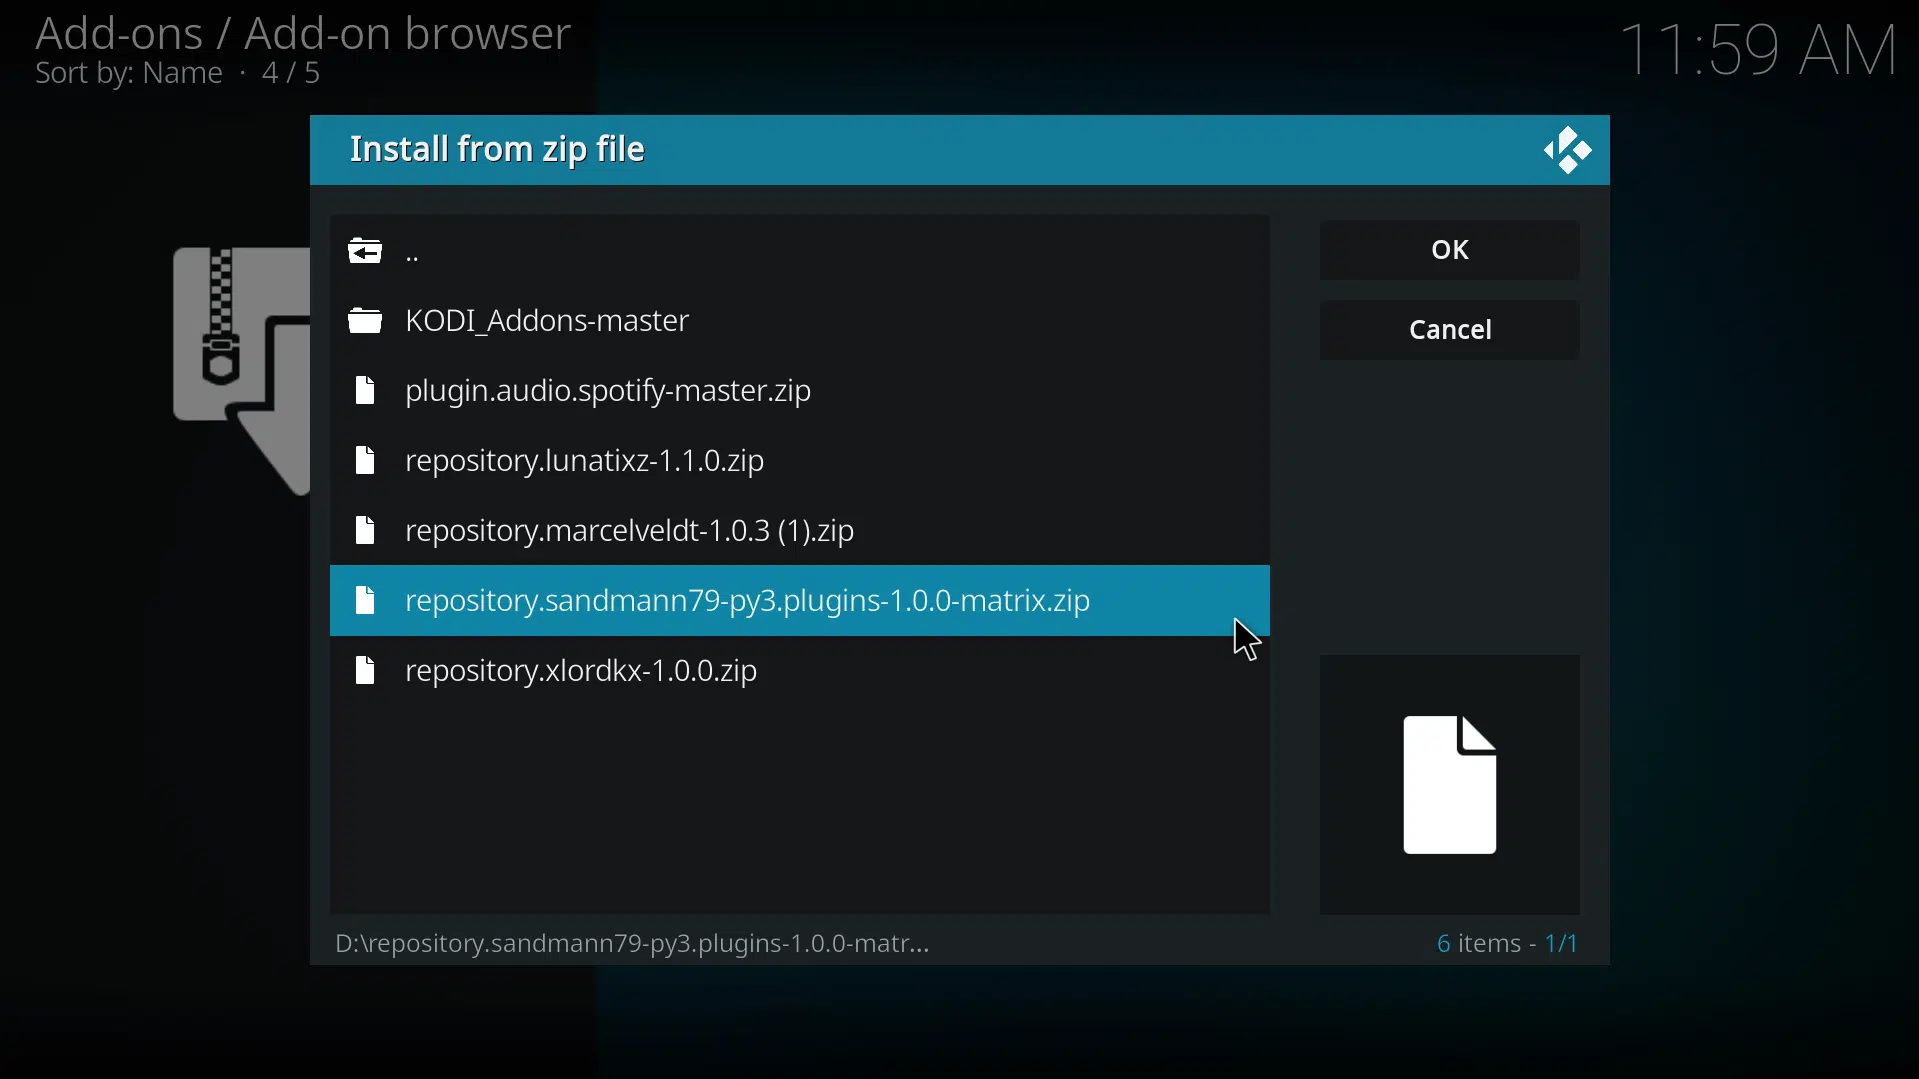 Add-ons / Add-on browser
Sort by: Name · 4 / 5
11:59 AM
Install from zip file
..
KODI_Addons-master
plugin.audio.spotify-master.zip
repository.lunatixz-1.1.0.zip
repository.marcelveldt-1.0.3 (1).zip
repository.sandmann79-py3.plugins-1.0.0-matrix.zip
repository.xlordkx-1.0.0.zip
OK
Cancel
D:\repository.sandmann79-py3.plugins-1.0.0-matr...
6 items - 1/1